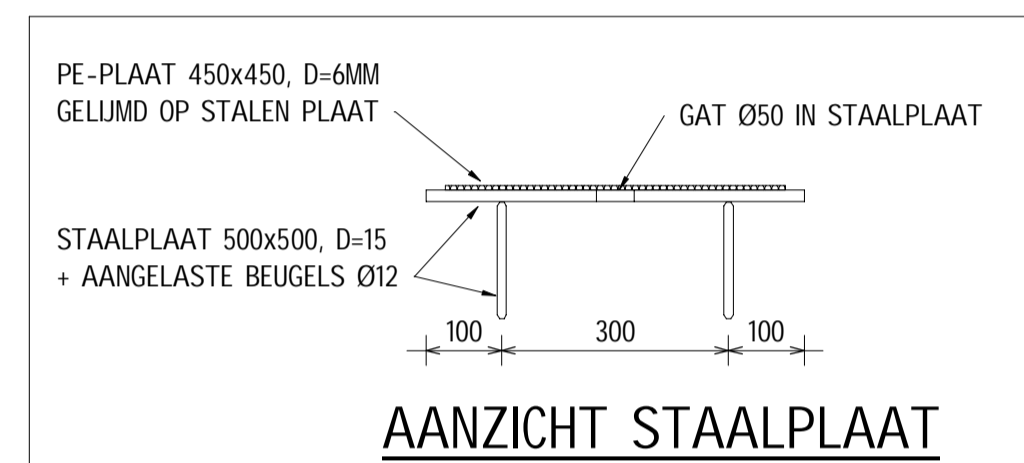 PE-PLAAT 450x450, D=6MM
GELIJMD OP STALEN PLAAT
GAT Ø50 IN STAALPLAAT
STAALPLAAT 500x500, D=15
+ AANGELASTE BEUGELS Ø12
100 300 100
AANZICHT STAALPLAAT